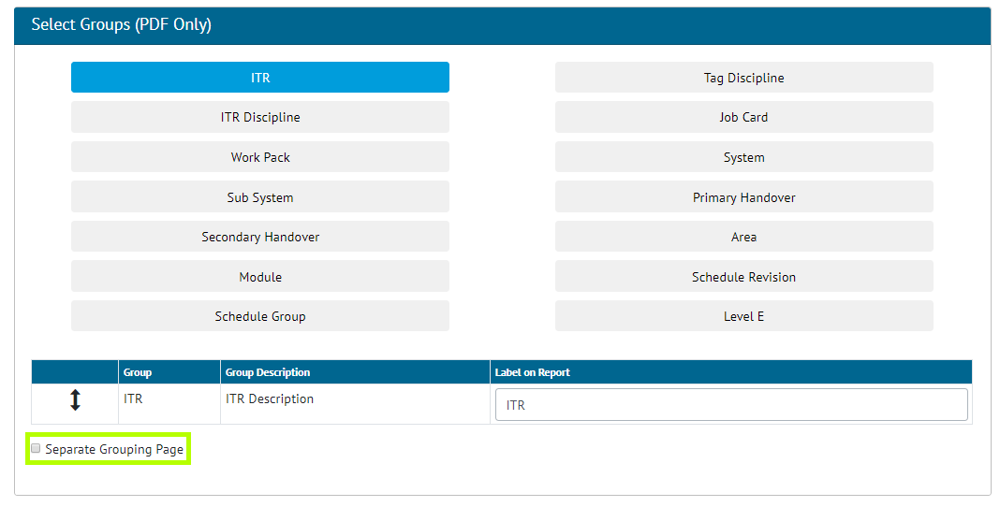 Select Groups (PDF Only)
ITR
Tag Discipline
ITR Discipline
Job Card
Work Pack
System
Sub System
Primary Handover
Secondary Handover
Area
Module
Schedule Revision
Schedule Group
Level E
Group Group Description Label on Report
ITR ITR Description ITR
Separate Grouping Page